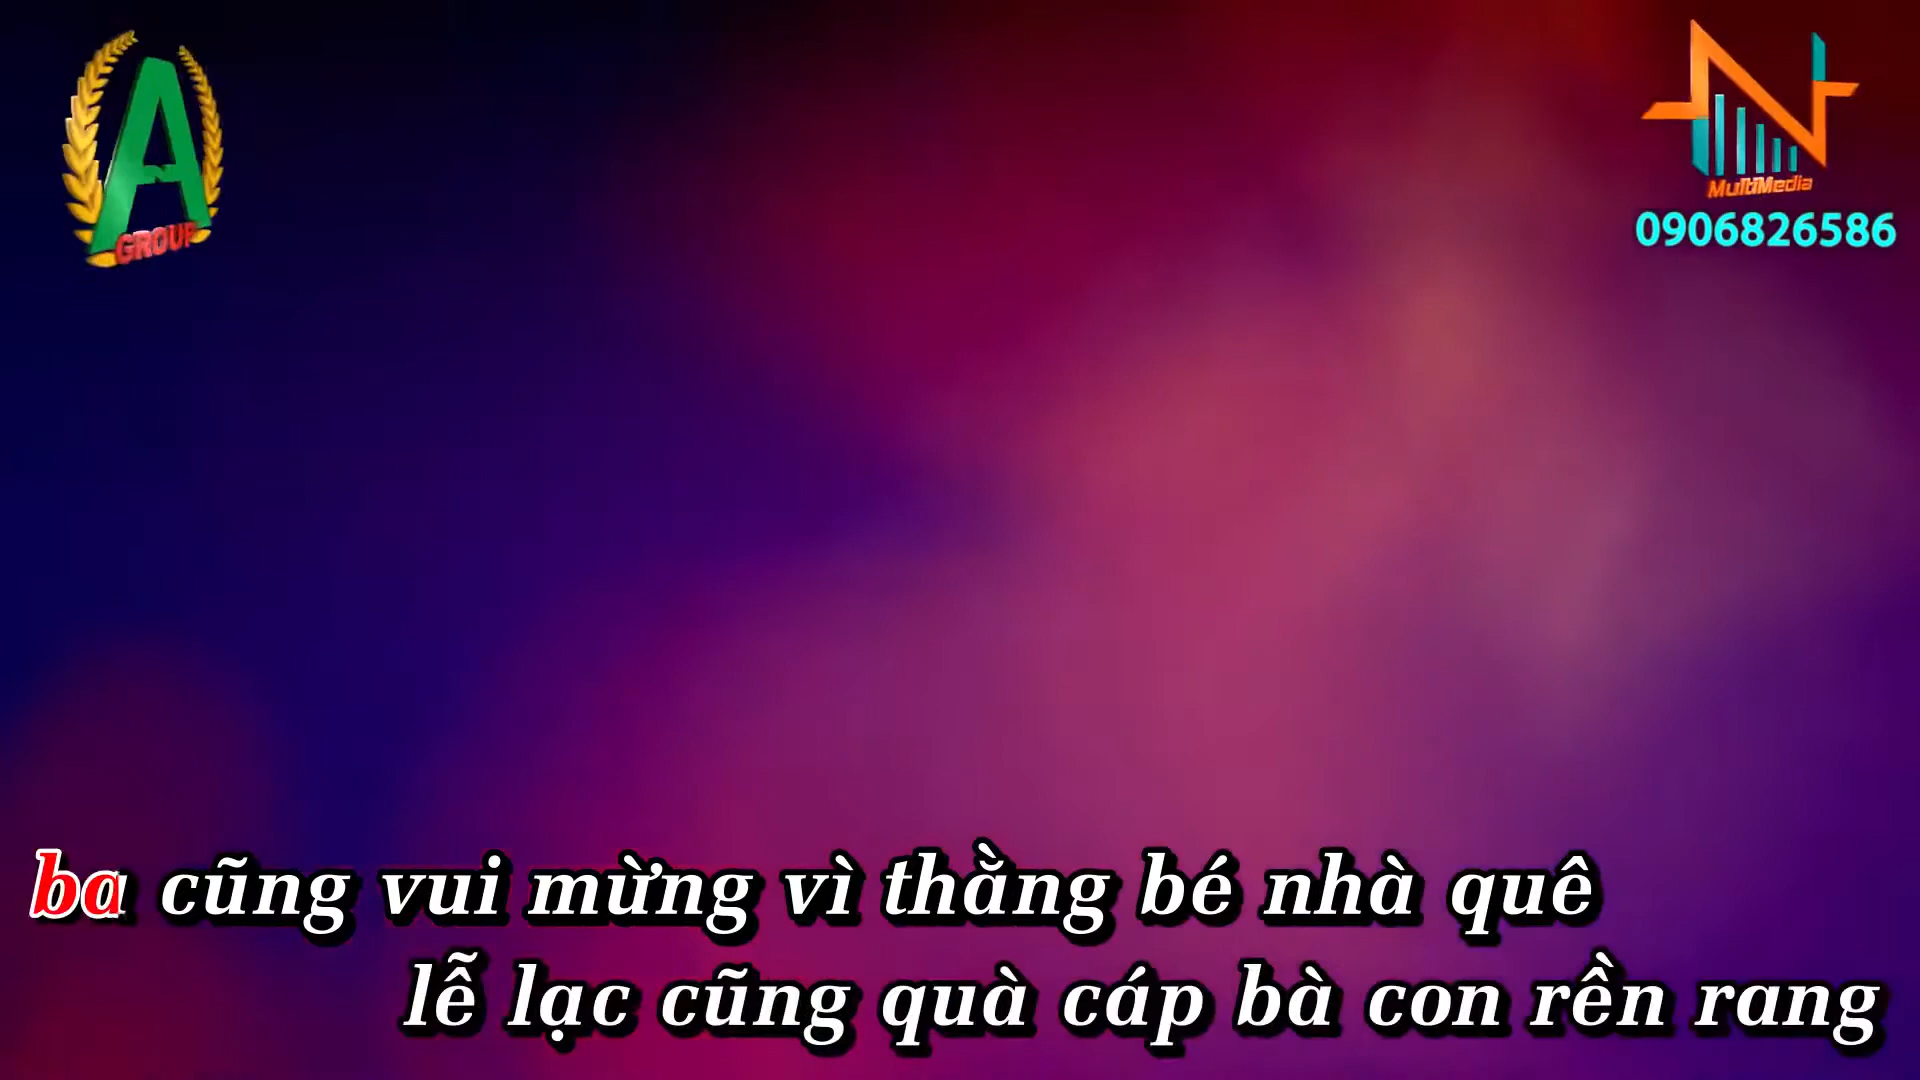 A
GROUP
MultiMedia
0906826586
ba cũng vui mừng vì thằng bé nhà quê
lễ lạc cũng quà cáp bà con rền rang